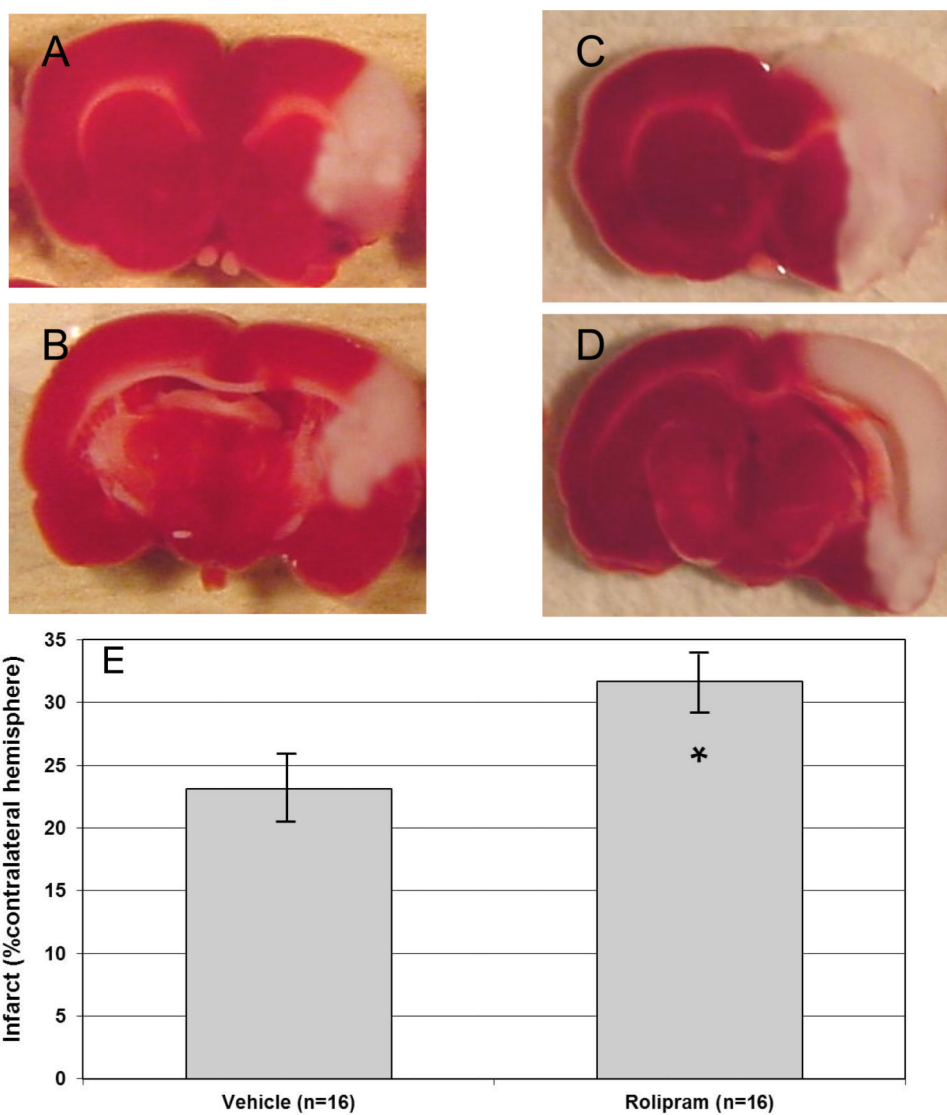 A
C
B
D
E
Infarct (%contralateral hemisphere)
35
30
25
20
15
10
5
0
*
Vehicle (n=16)
Rolipram (n=16)